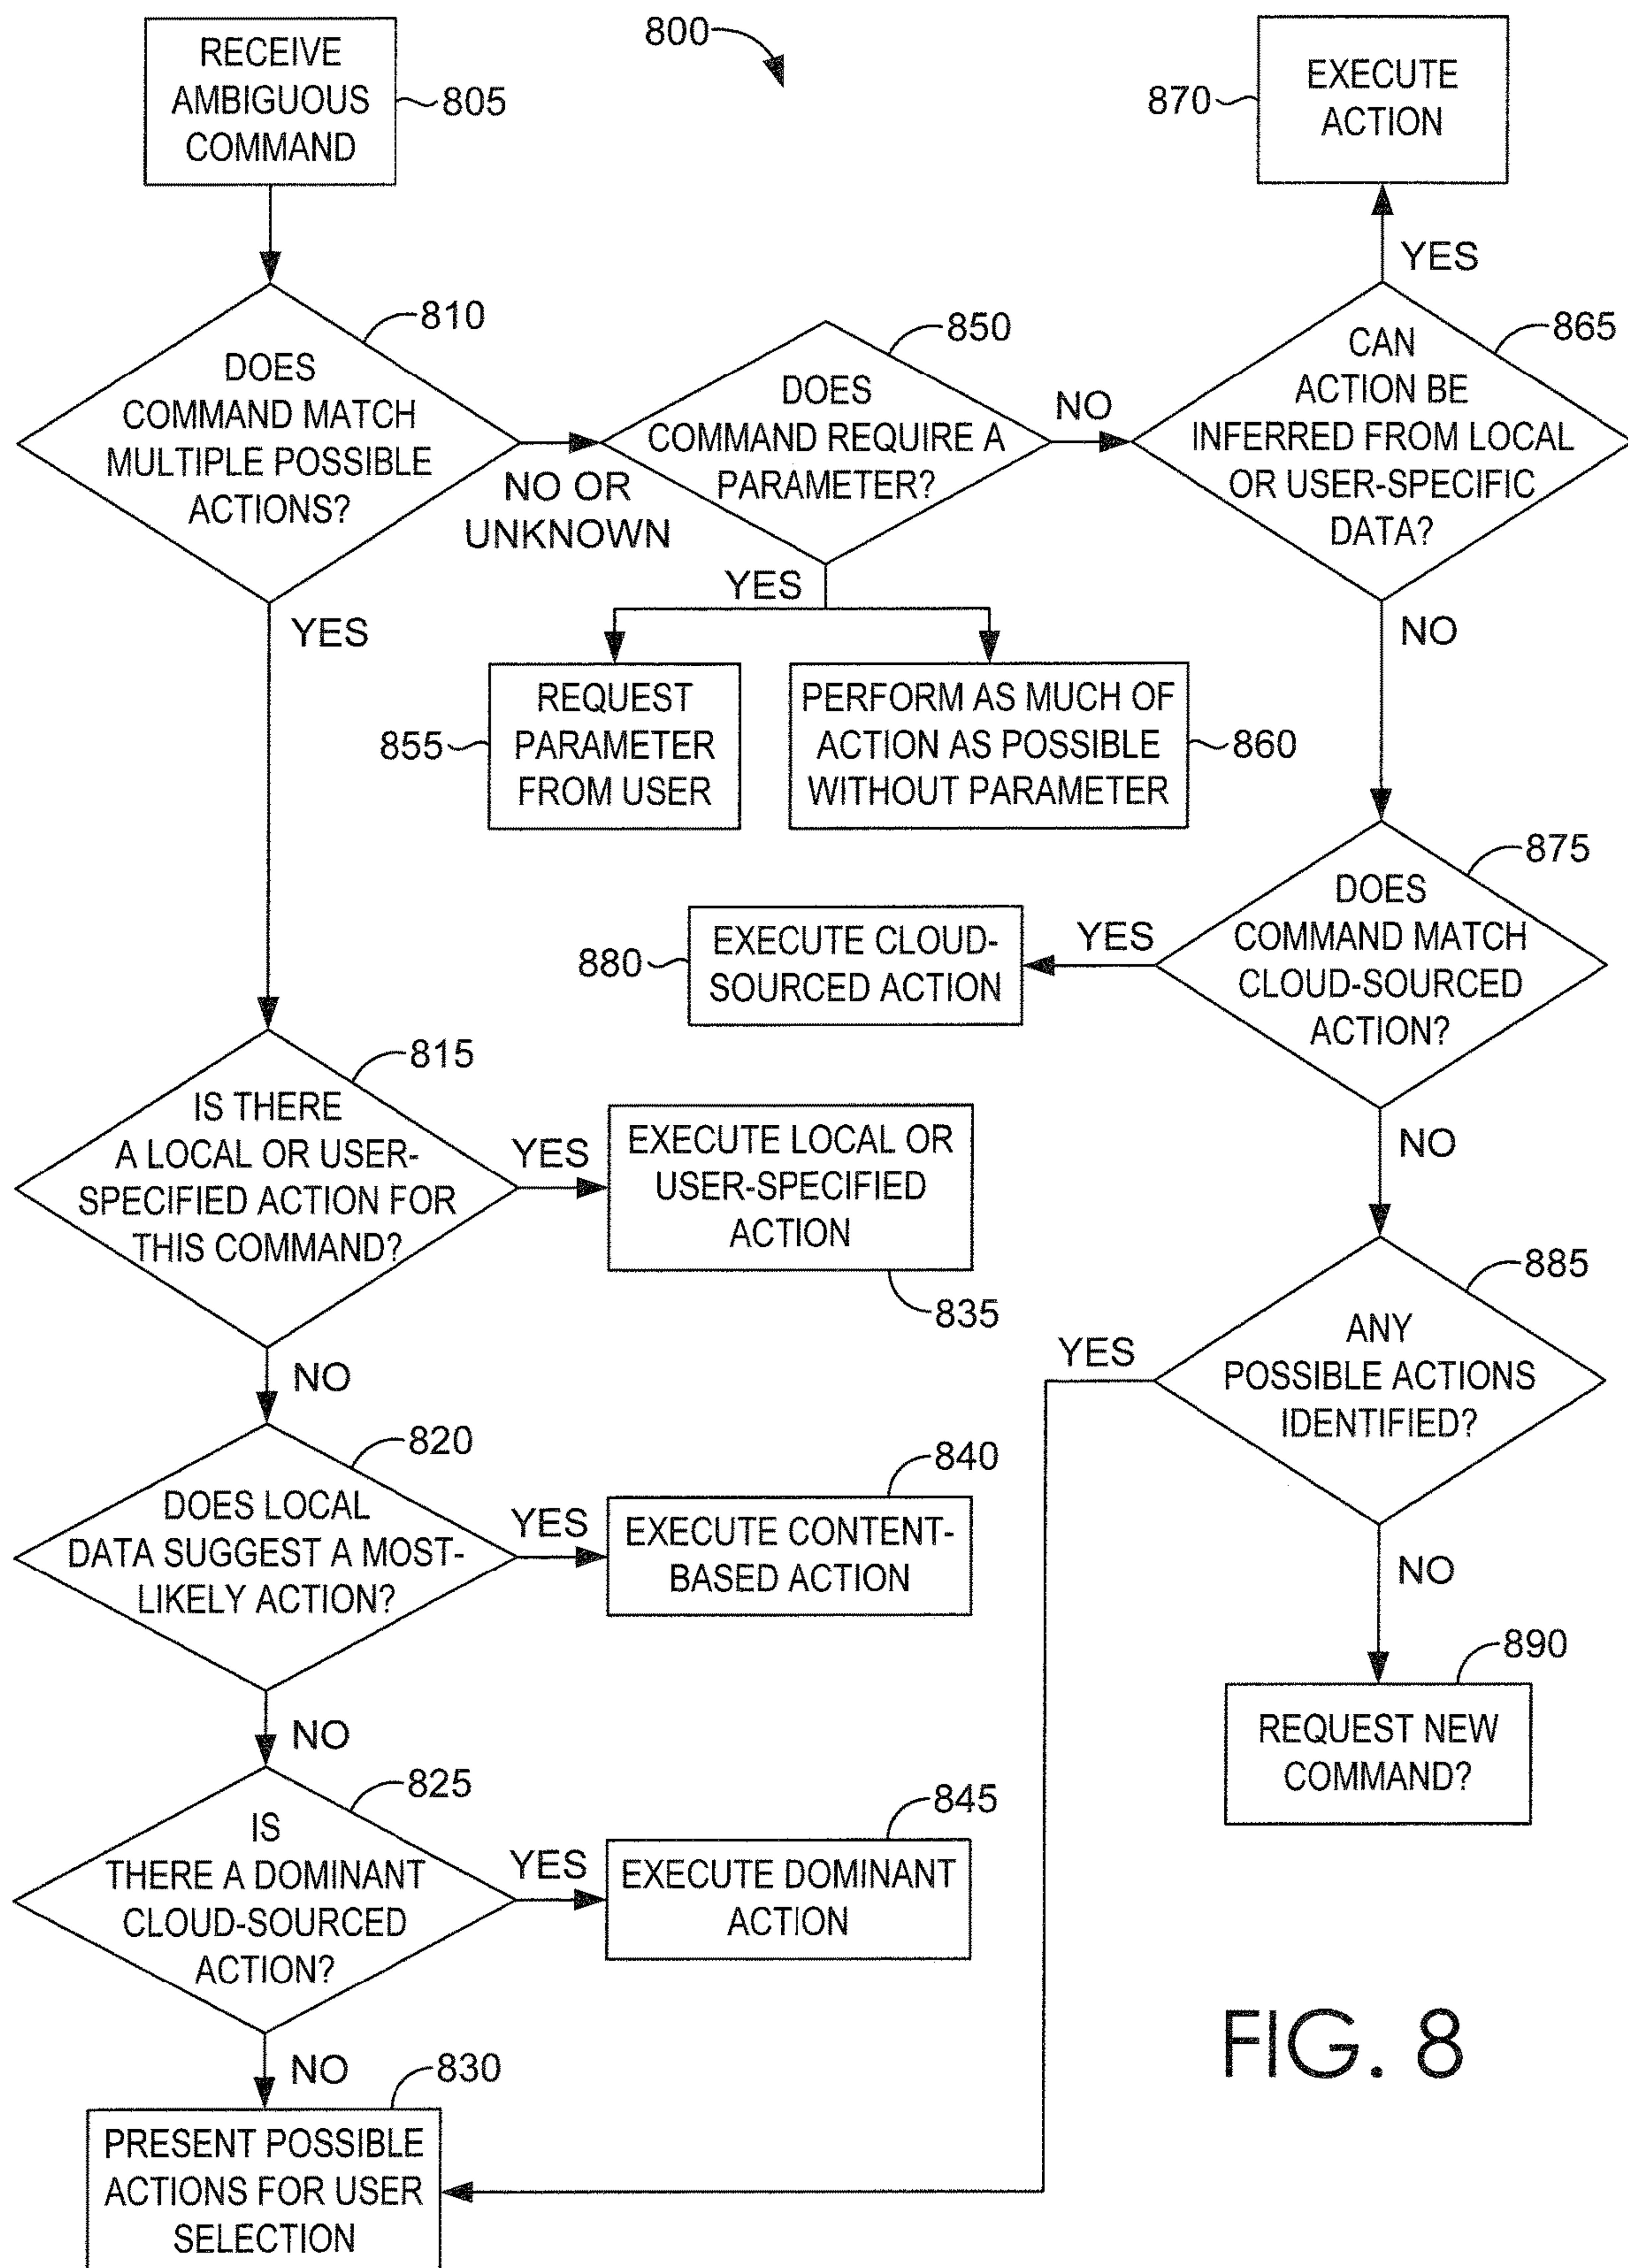 800
RECEIVE
AMBIGUOUS
COMMAND
805
870
EXECUTE
ACTION
YES
810
DOES
COMMAND MATCH
MULTIPLE POSSIBLE
ACTIONS?
NO OR
UNKNOWN
YES
850
DOES
COMMAND REQUIRE A
PARAMETER?
NO
YES
865
CAN
ACTION BE
INFERRED FROM LOCAL
OR USER-SPECIFIC
DATA?
NO
855
REQUEST
PARAMETER
FROM USER
PERFORM AS MUCH OF
ACTION AS POSSIBLE
WITHOUT PARAMETER
860
875
DOES
COMMAND MATCH
CLOUD-SOURCED
ACTION?
YES
880
EXECUTE CLOUD-
SOURCED ACTION
NO
815
IS THERE
A LOCAL OR USER-
SPECIFIED ACTION FOR
THIS COMMAND?
YES
EXECUTE LOCAL OR
USER-SPECIFIED
ACTION
835
NO
885
ANY
POSSIBLE ACTIONS
IDENTIFIED?
YES
NO
820
DOES LOCAL
DATA SUGGEST A MOST-
LIKELY ACTION?
YES
840
EXECUTE CONTENT-
BASED ACTION
NO
890
REQUEST NEW
COMMAND?
825
IS
THERE A DOMINANT
CLOUD-SOURCED
ACTION?
YES
845
EXECUTE DOMINANT
ACTION
NO
830
PRESENT POSSIBLE
ACTIONS FOR USER
SELECTION
FIG. 8